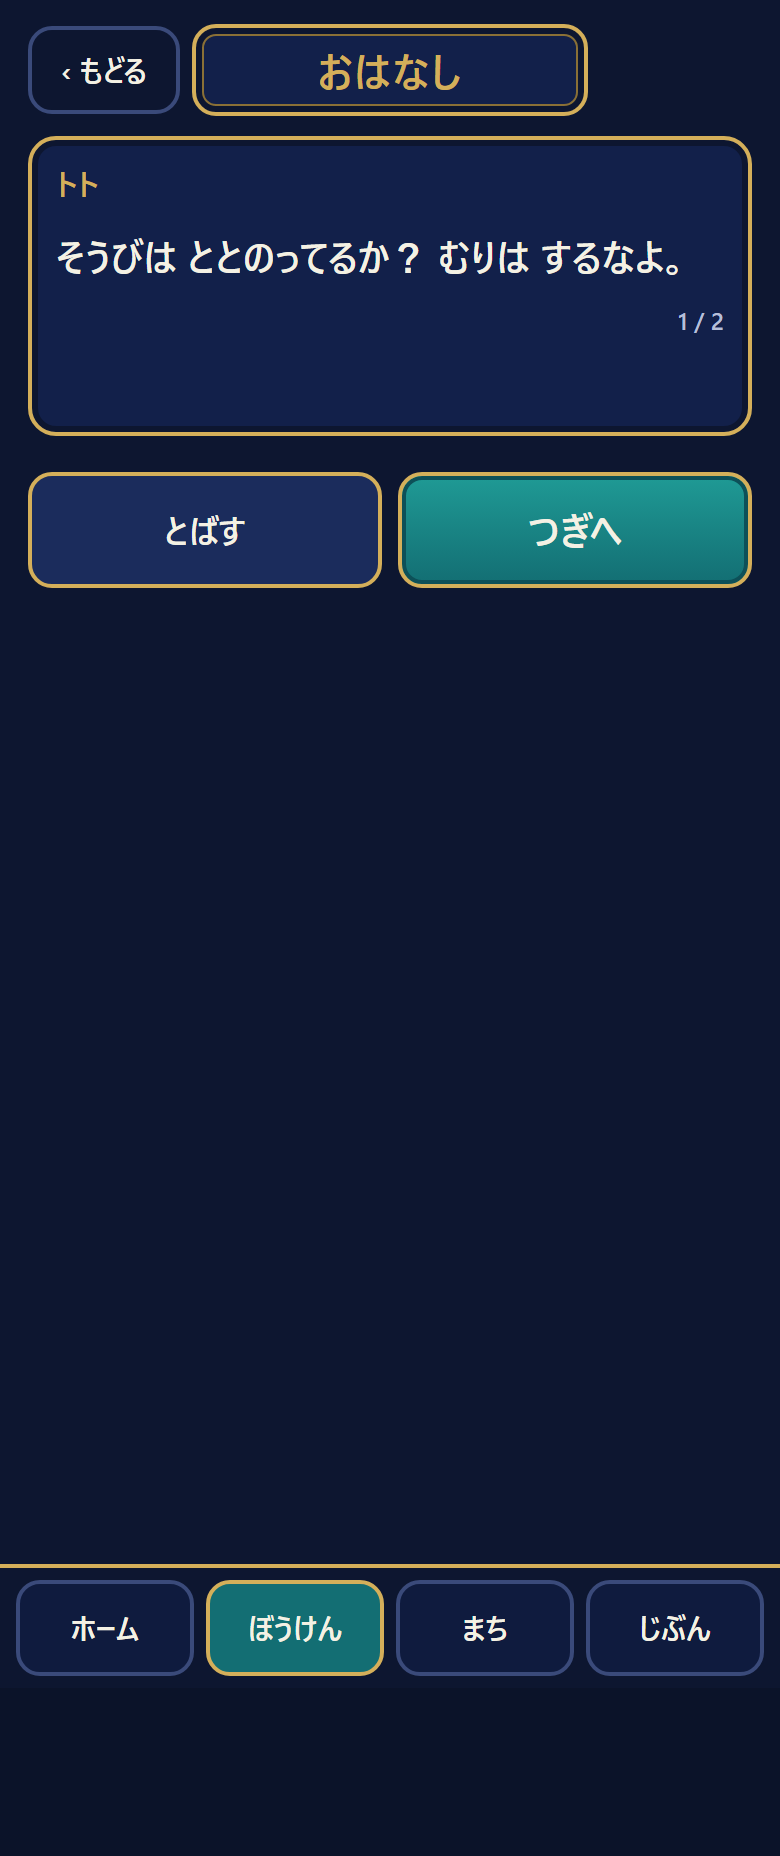 ‹ もどる
おはなし
トト
そうびは ととのってるか？ むりは するなよ。
1 / 2
とばす
つぎへ
ホーム
ぼうけん
まち
じぶん